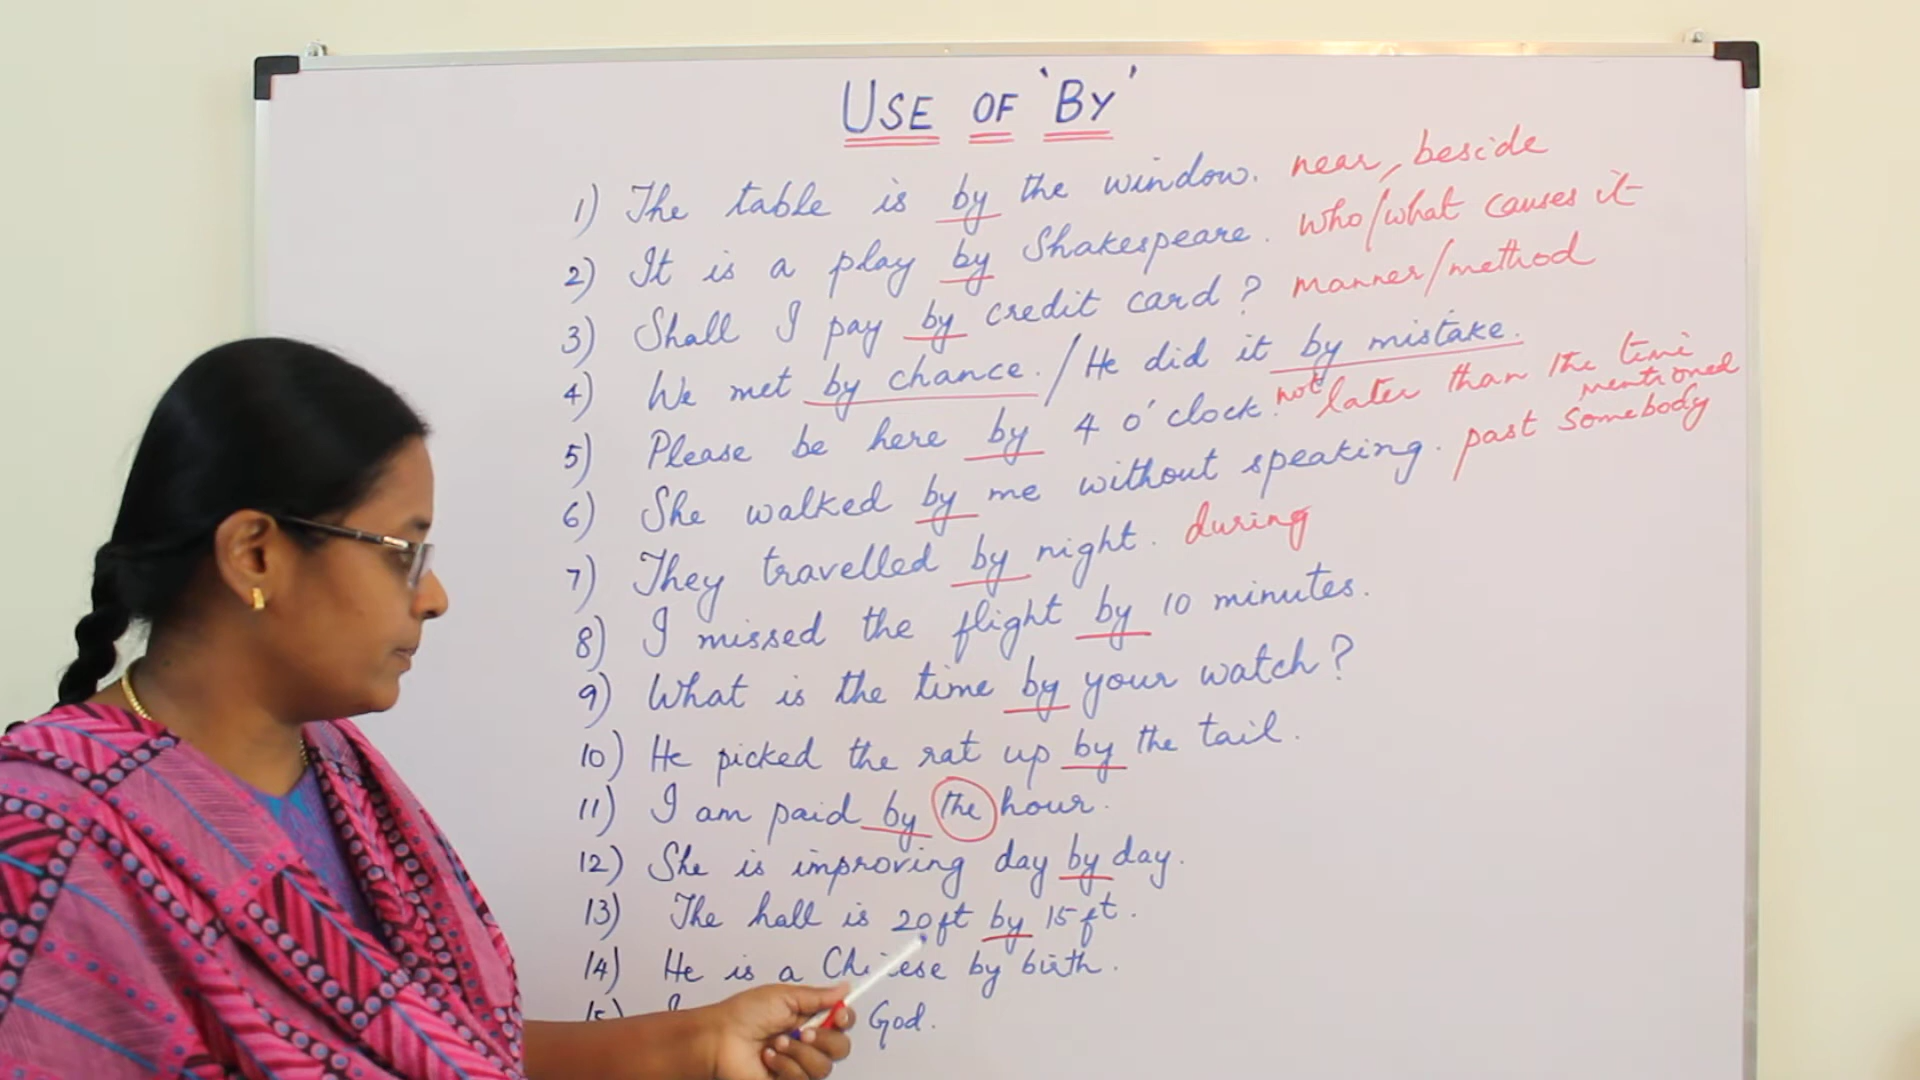 USE OF 'BY'
1) The table is by the window. near, beside
2) It is a play by Shakespeare. who/what causes it
3) Shall I pay by credit card? manner/method
4) We met by chance. / He did it by mistake.
5) Please be here by 4 o'clock. not later than the time mentioned
6) She walked by me without speaking. past somebody
7) They travelled by night. during
8) I missed the flight by 10 minutes.
9) What is the time by your watch?
10) He picked the rat up by the tail.
11) I am paid by the hour.
12) She is improving day by day.
13) The hall is 20ft by 15ft.
14) He is a by birth.
15) God.